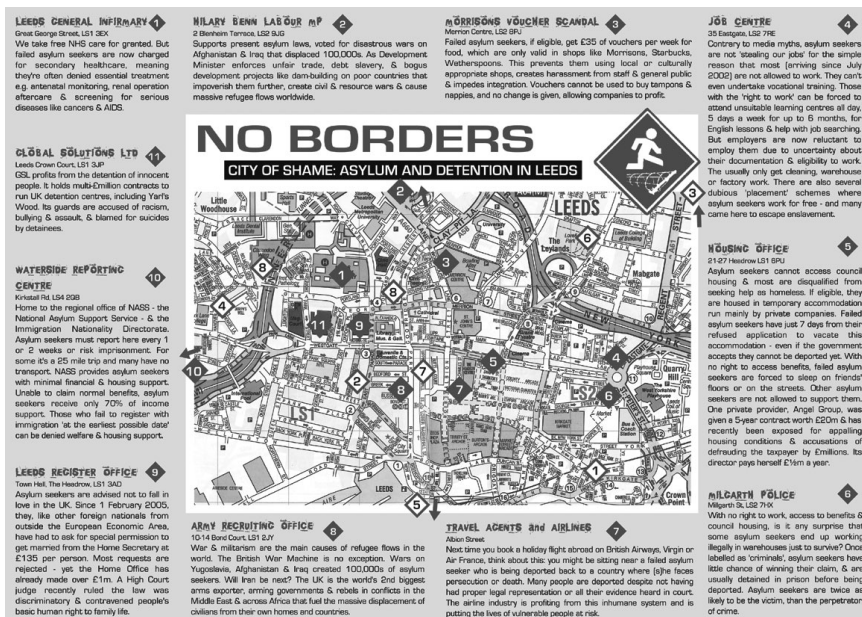 LEEDS GENERAL INFIRMARY 1
Great George Street, LS1 3EX
We take free NHS care for granted. But
failed asylum seekers are now charged
for secondary healthcare, meaning
they're often denied essential treatment
e.g. antenatal monitoring, renal operation
aftercare & screening for serious
diseases like cancers & AIDS.
HILARY BENN LABOUR MP 2
2 Blenheim Terrace, LS2 9JG
Supports present asylum laws, voted for disastrous wars on
Afghanistan & Iraq that displaced 100,000s. As Development
Minister enforces unfair trade, debt slavery, & bogus
development projects like dam-building on poor countries that
impoverish them further, create civil & resource wars & cause
massive refugee flows worldwide.
MORRISONS VOUCHER SCANDAL 3
Merrion Centre, LS2 8PJ
Failed asylum seekers, if eligible, get £35 of vouchers per week for
food, which are only valid in shops like Morrisons, Starbucks,
Wetherspoons. This prevents them using local or culturally
appropriate shops, creates harassment from staff & general public
& impedes integration. Vouchers cannot be used to buy tampons &
nappies, and no change is given, allowing companies to profit.
JOB CENTRE 4
35 Eastgate, LS2 7RE
Contrary to media myths, asylum seekers
are not 'stealing our jobs' for the simple
reason that most (arriving since July
2002) are not allowed to work. They can't
even undertake vocational training. Those
with the 'right to work' can be forced to
attend unsuitable learning centres all day,
5 days a week for up to 6 months, for
English lessons & help with job searching.
But employers are now reluctant to
employ them due to uncertainty about
their documentation & eligibility to work.
The usually only get cleaning, warehouse
or factory work. There are also severa
dubious 'placement' schemes where
asylum seekers work for free - and many
came here to escape enslavement.
NO BORDERS
CITY OF SHAME: ASYLUM AND DETENTION IN LEEDS
GLOBAL SOLUTIONS LTD 11
Leeds Crown Court, LS1 3JP
GSL profits from the detention of innocent
people. It holds multi-£million contracts to
run UK detention centres, including Yarl's
Wood. Its guards are accused of racism,
bullying & assault, & blamed for suicides
by detainees.
WATERSIDE REPORTING 10
CENTRE
Kirkstall Rd, LS4 2QB
Home to the regional office of NASS - the
National Asylum Support Service - & the
Immigration Nationality Directorate.
Asylum seekers must report here every 1
or 2 weeks or risk imprisonment. For
some it's a 25 mile trip and many have no
transport. NASS provides asylum seekers
with minimal financial & housing support.
Unable to claim normal benefits, asylum
seekers receive only 70% of income
support. Those who fail to register with
immigration 'at the earliest possible date'
can be denied welfare & housing support.
Little
Woodhouse
LEEDS
The
Leylands
Mabgate
Quarry
Hill
LS1
LS2
LEEDS
Crown
Point
HOUSING OFFICE 5
21-27 Headrow LS1 6PU
Asylum seekers cannot access council
housing & most are disqualified from
seeking help as homeless. If eligible, they
are housed in temporary accommodation
run mainly by private companies. Failed
asylum seekers have just 7 days from their
refused application to vacate this
accommodation - even if the government
accepts they cannot be deported yet. With
no right to access benefits, failed asylum
seekers are forced to sleep on friends'
floors or on the streets. Other asylum
seekers are not allowed to support them.
One private provider, Angel Group, was
given a 5-year contract worth £20m & has
recently been exposed for appalling
housing conditions & accusations of
defrauding the taxpayer by £millions. Its
director pays herself £½m a year.
LEEDS REGISTER OFFICE 9
Town Hall, The Headrow, LS1 3AD
Asylum seekers are advised not to fall in
love in the UK. Since 1 February 2005,
they, like other foreign nationals from
outside the European Economic Area,
have had to ask for special permission to
get married from the Home Secretary at
£135 per person. Most requests are
rejected - yet the Home Office has
already made over £1m. A High Court
judge recently ruled the law was
discriminatory & contravened people's
basic human right to family life.
ARMY RECRUITING OFFICE 8
10-14 Bond Court, LS1 2JY
War & militarism are the main causes of refugee flows in the
world. The British War Machine is no exception. Wars on
Yugoslavia, Afghanistan & Iraq created 100,000s of asylum
seekers. Will Iran be next? The UK is the world's 2nd biggest
arms exporter, arming governments & rebels in conflicts in the
Middle East & across Africa that fuel the massive displacement of
civilians from their own homes and countries.
TRAVEL AGENTS and AIRLINES 7
Albion Street
Next time you book a holiday flight abroad on British Airways, Virgin or
Air France, think about this: you might be sitting near a failed asylum
seeker who is being deported back to a country where (s)he faces
persecution or death. Many people are deported despite not having
had proper legal representation or all their evidence heard in court.
The airline industry is profiting from this inhumane system and is
putting the lives of vulnerable people at risk.
MILGARTH POLICE 6
Milgarth St, LS2 7HX
With no right to work, access to benefits &
council housing, is it any surprise that
some asylum seekers end up working
illegally in warehouses just to survive? Once
labelled as 'criminals', asylum seekers have
little chance of winning their claim, & are
usually detained in prison before being
deported. Asylum seekers are twice as
likely to be the victim, than the perpetrator
of crime.